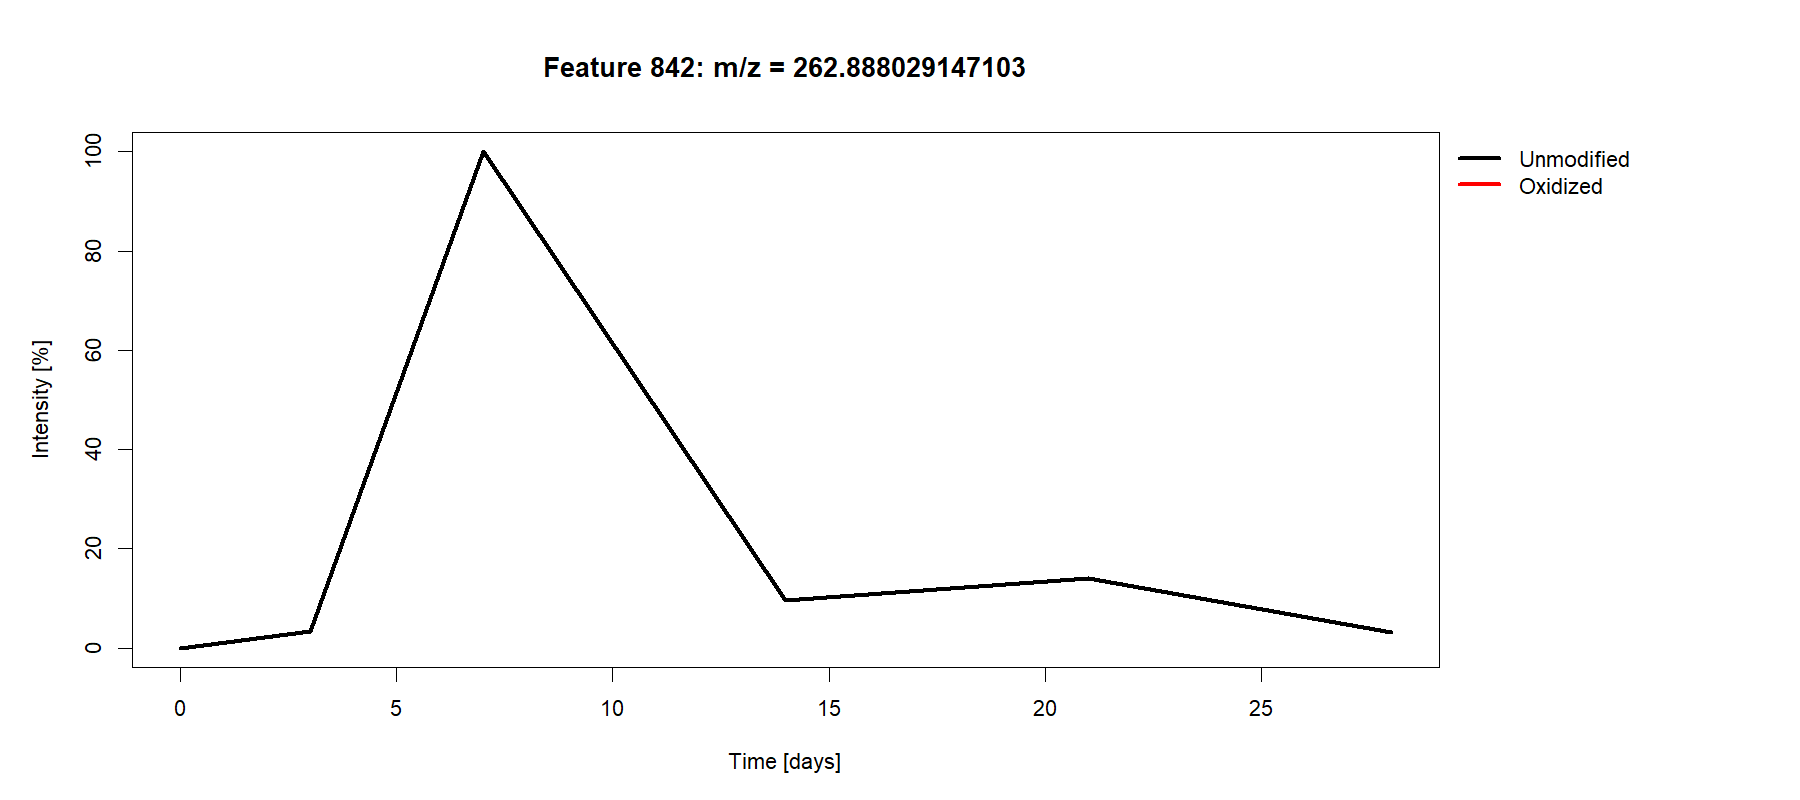 Feature 842: m/z = 262.888029147103
Unmodified
Oxidized
Intensity [%]
100
80
60
40
20
0
0 5 10 15 20 25
Time [days]